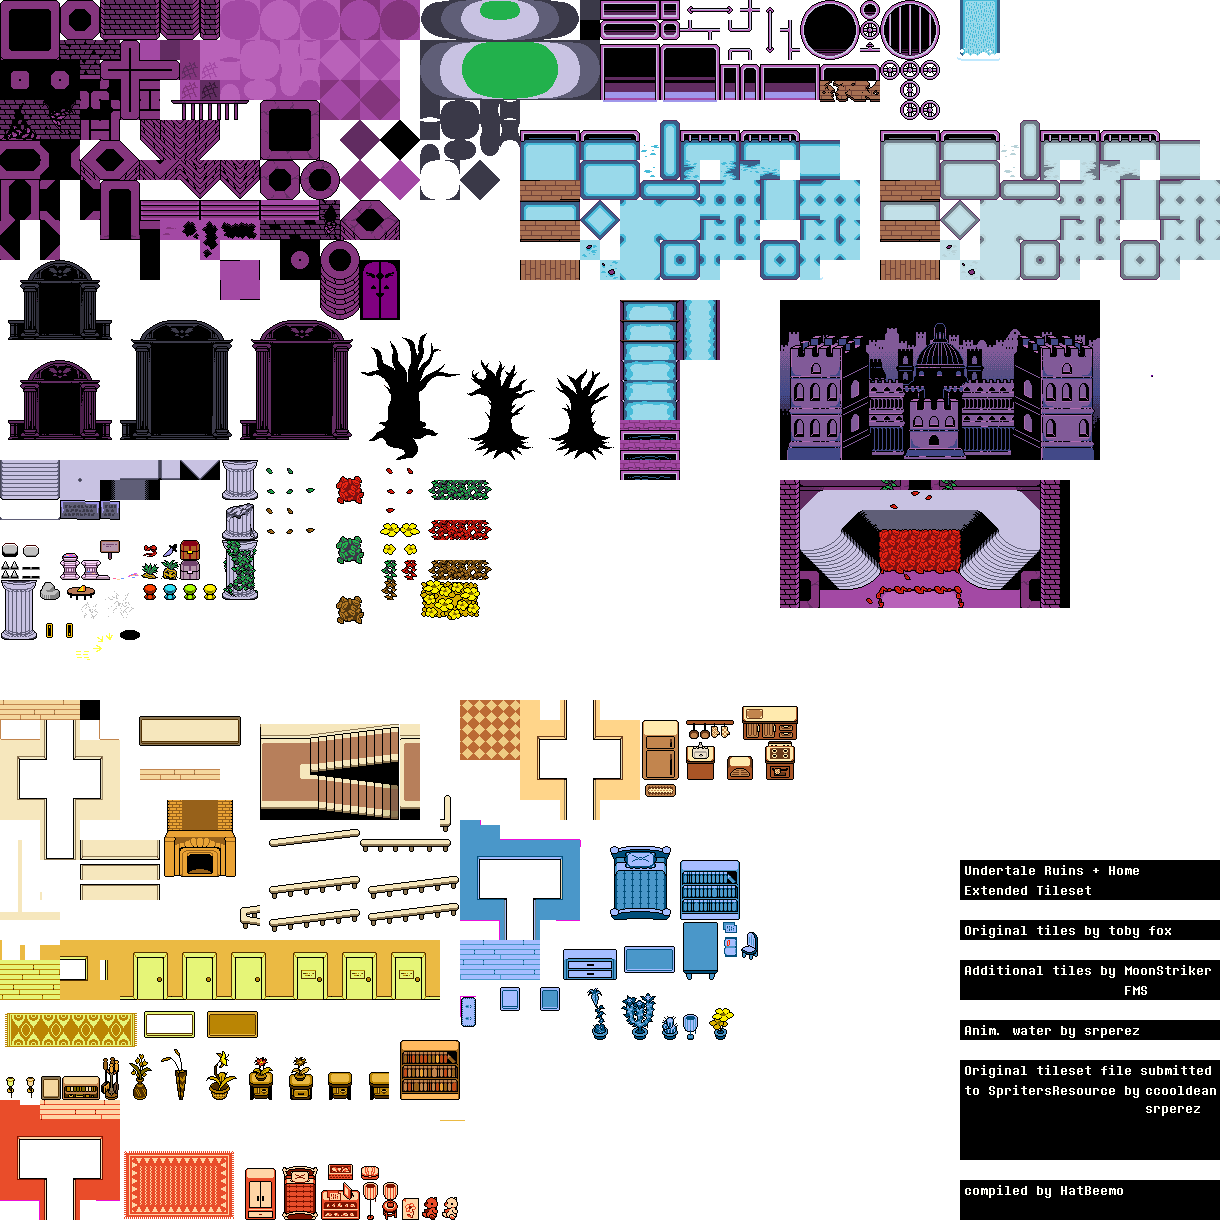 Undertale Ruins + Home
Extended Tileset
Original tiles by toby fox
Additional tiles by MoonStriker
FMS
Anim. water by srperez
Original tileset file submitted
to SpritersResource by ccooldean
srperez
compiled by HatBeemo